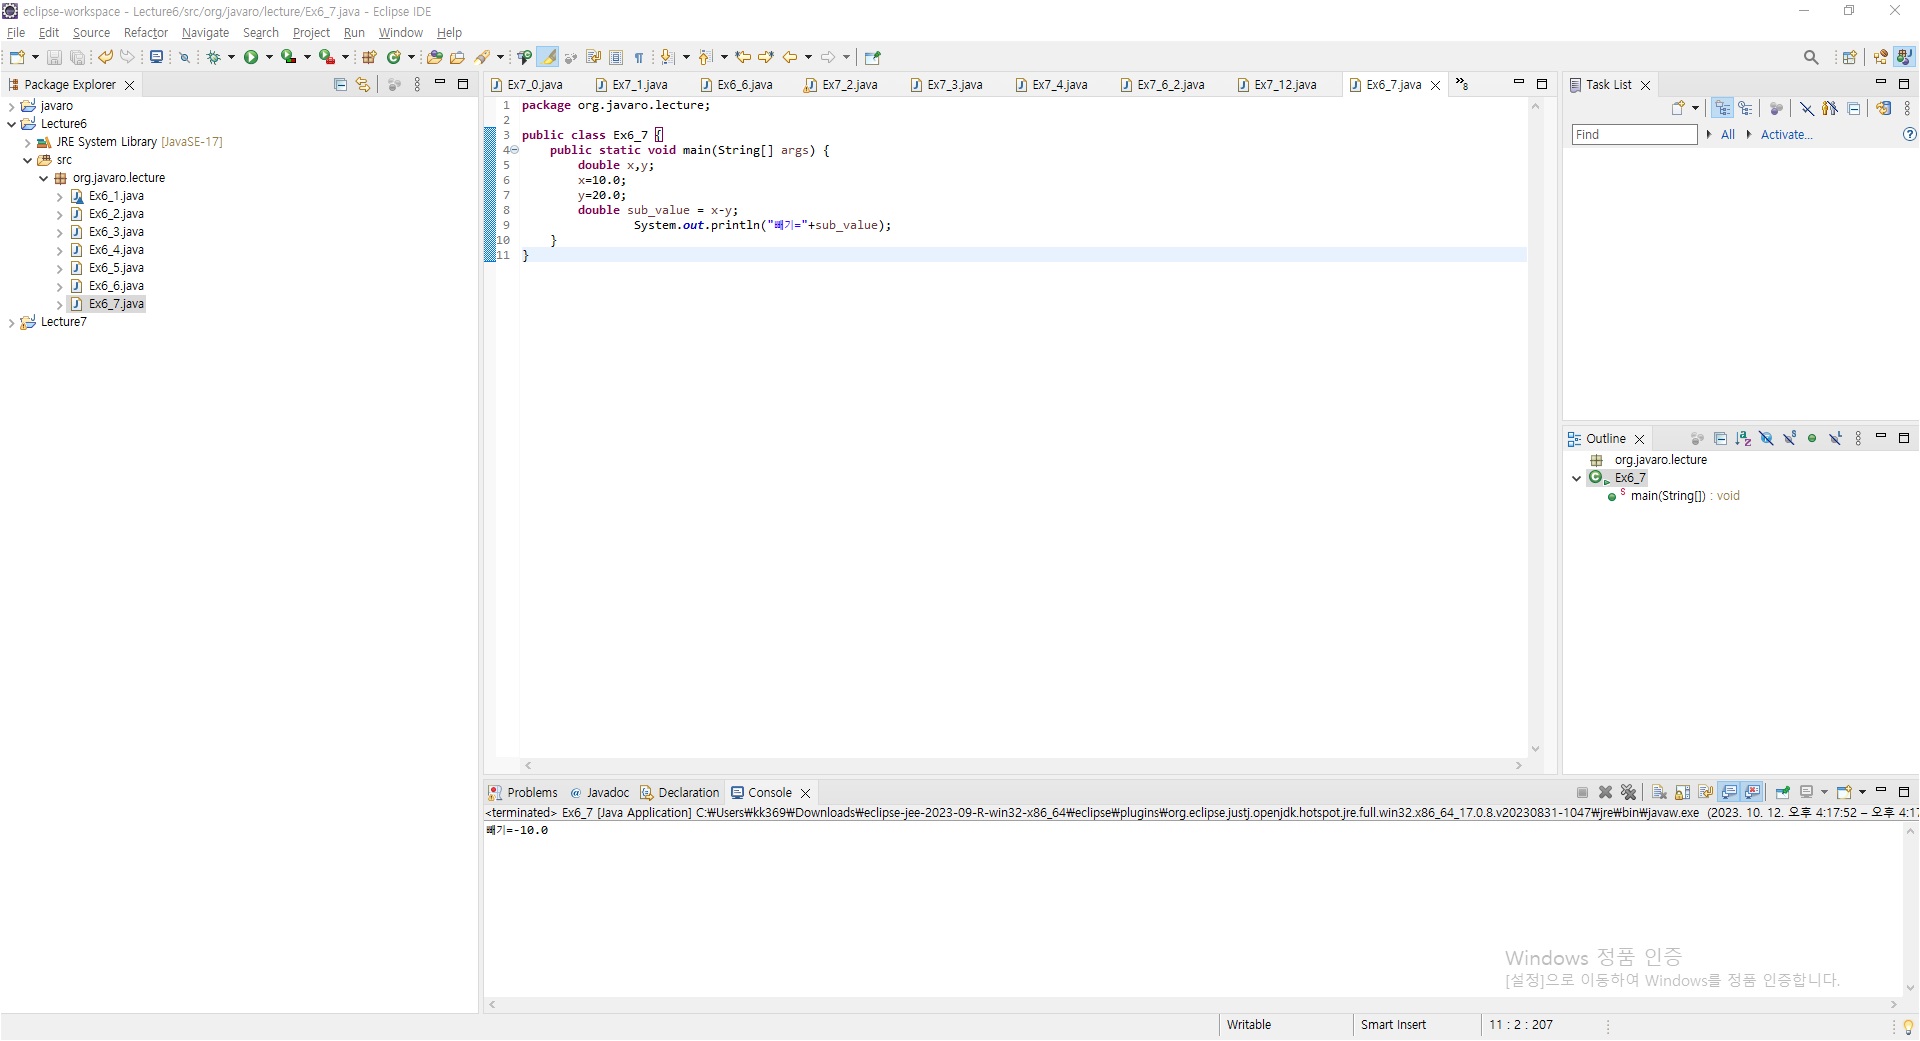 eclipse-workspace - Lecture6/src/org/javaro/lecture/Ex6_7.java - Eclipse IDE
File Edit Source Refactor Navigate Search Project Run Window Help
Package Explorer
javaro
Lecture6
JRE System Library [JavaSE-17]
src
org.javaro.lecture
Ex6_1.java
Ex6_2.java
Ex6_3.java
Ex6_4.java
Ex6_5.java
Ex6_6.java
Ex6_7.java
Lecture7
Ex7_0.java Ex7_1.java Ex6_6.java Ex7_2.java Ex7_3.java Ex7_4.java Ex7_6_2.java Ex7_12.java Ex6_7.java »8
1 package org.javaro.lecture;
2
3 public class Ex6_7 {
4 public static void main(String[] args) {
5 double x,y;
6 x=10.0;
7 y=20.0;
8 double sub_value = x-y;
9 System.out.println("빼기="+sub_value);
10 }
11 }
Task List
Find All Activate...
Outline
org.javaro.lecture
Ex6_7
main(String[]) : void
Problems Javadoc Declaration Console
<terminated> Ex6_7 [Java Application] C:₩Users₩kk369₩Downloads₩eclipse-jee-2023-09-R-win32-x86_64₩eclipse₩plugins₩org.eclipse.justj.openjdk.hotspot.jre.full.win32.x86_64_17.0.8.v20230831-1047₩jre₩bin₩javaw.exe (2023. 10. 12. 오후 4:17:52 – 오후 4:17
빼기=-10.0
Windows 정품 인증
[설정]으로 이동하여 Windows를 정품 인증합니다.
Writable Smart Insert 11 : 2 : 207